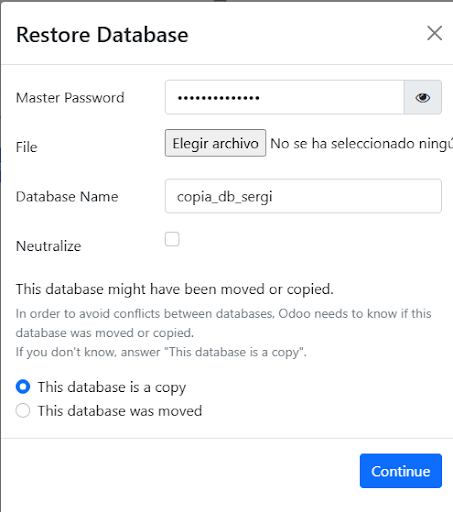 Restore Database
Master Password
••••••••••••••
File
Elegir archivo No se ha seleccionado ningú
Database Name
copia_db_sergi
Neutralize
This database might have been moved or copied.
In order to avoid conflicts between databases, Odoo needs to know if this
database was moved or copied.
If you don't know, answer "This database is a copy".
This database is a copy
This database was moved
Continue